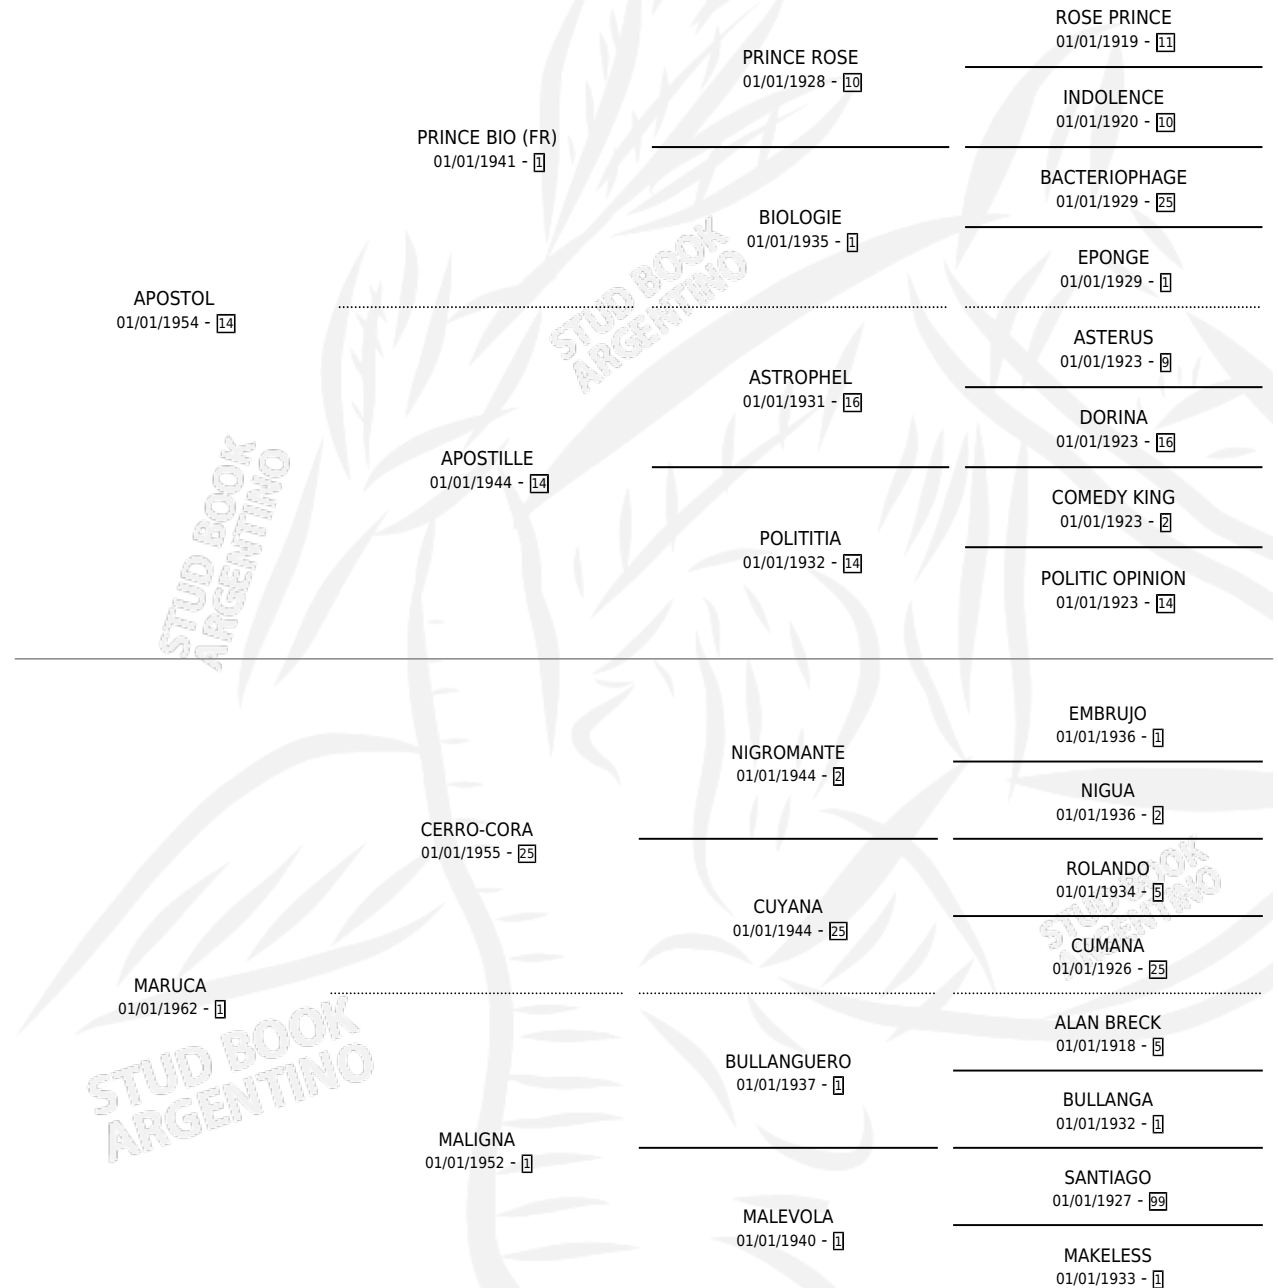 ROSE PRINCE
01/01/1919 - 11
PRINCE ROSE
01/01/1928 - 10
INDOLENCE
01/01/1920 - 10
PRINCE BIO (FR)
01/01/1941 - 1
BACTERIOPHAGE
01/01/1929 - 25
BIOLOGIE
01/01/1935 - 1
EPONGE
01/01/1929 - 1
APOSTOL
01/01/1954 - 14
ASTERUS
01/01/1923 - 9
ASTROPHEL
01/01/1931 - 16
DORINA
01/01/1923 - 16
APOSTILLE
01/01/1944 - 14
COMEDY KING
01/01/1923 - 2
POLITITIA
01/01/1932 - 14
POLITIC OPINION
01/01/1923 - 14
EMBRUJO
01/01/1936 - 1
NIGROMANTE
01/01/1944 - 2
NIGUA
01/01/1936 - 2
CERRO-CORA
01/01/1955 - 25
ROLANDO
01/01/1934 - 5
CUYANA
01/01/1944 - 25
CUMANA
01/01/1926 - 25
MARUCA
01/01/1962 - 1
ALAN BRECK
01/01/1918 - 5
BULLANGUERO
01/01/1937 - 1
BULLANGA
01/01/1932 - 1
MALIGNA
01/01/1952 - 1
SANTIAGO
01/01/1927 - 99
MALEVOLA
01/01/1940 - 1
MAKELESS
01/01/1933 - 1
STUD BOOK
ARGENTINO
STUD BOOK
ARGENTINO
STUD BOOK
ARGENTINO
STUD BOOK
ARGENTINO